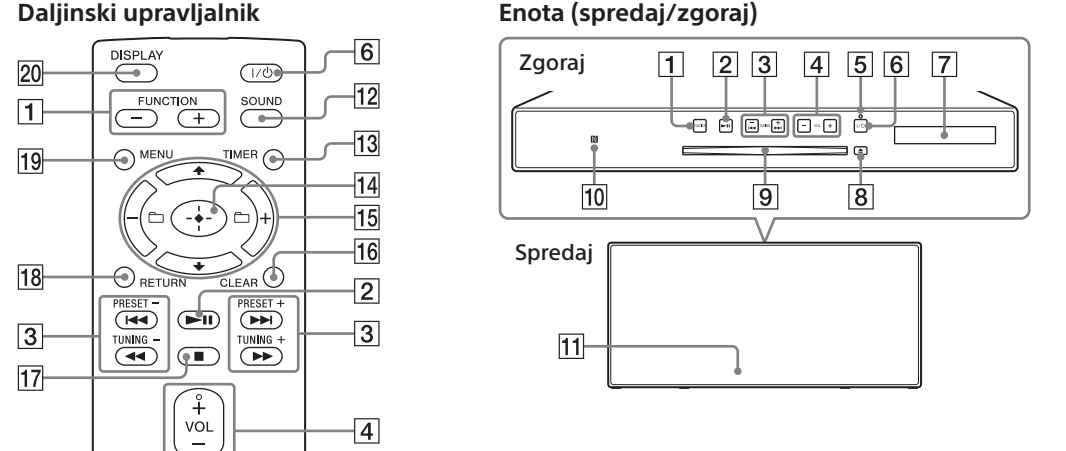 Daljinski upravljalnik
DISPLAY
6
20
I/⏻
1
FUNCTION
SOUND
12
− +
19
MENU
TIMER
13
14
− +
15
16
18
RETURN
CLEAR
2
PRESET −
PRESET +
3
TUNING −
TUNING +
3
17
+
VOL
−
4
Enota (spredaj/zgoraj)
Zgoraj
1 2 3 4 5 6 7
− TUNING + − VOL +
10
9
8
Spredaj
11